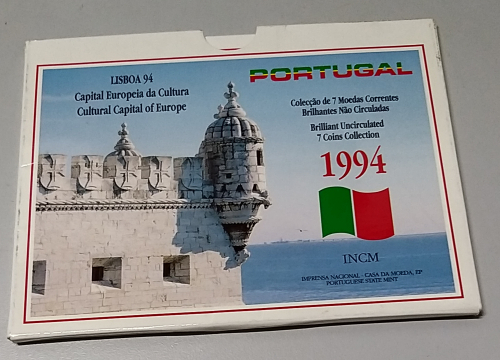 LISBOA 94
Capital Europeia da Cultura
Cultural Capital of Europe
PORTUGAL
Colecção de 7 Moedas Correntes
Brilhantes Não Circuladas
Brilliant Uncirculated
7 Coins Collection
1994
INCM
IMPRENSA NACIONAL - CASA DA MOEDA, EP
PORTUGUESE STATE MINT